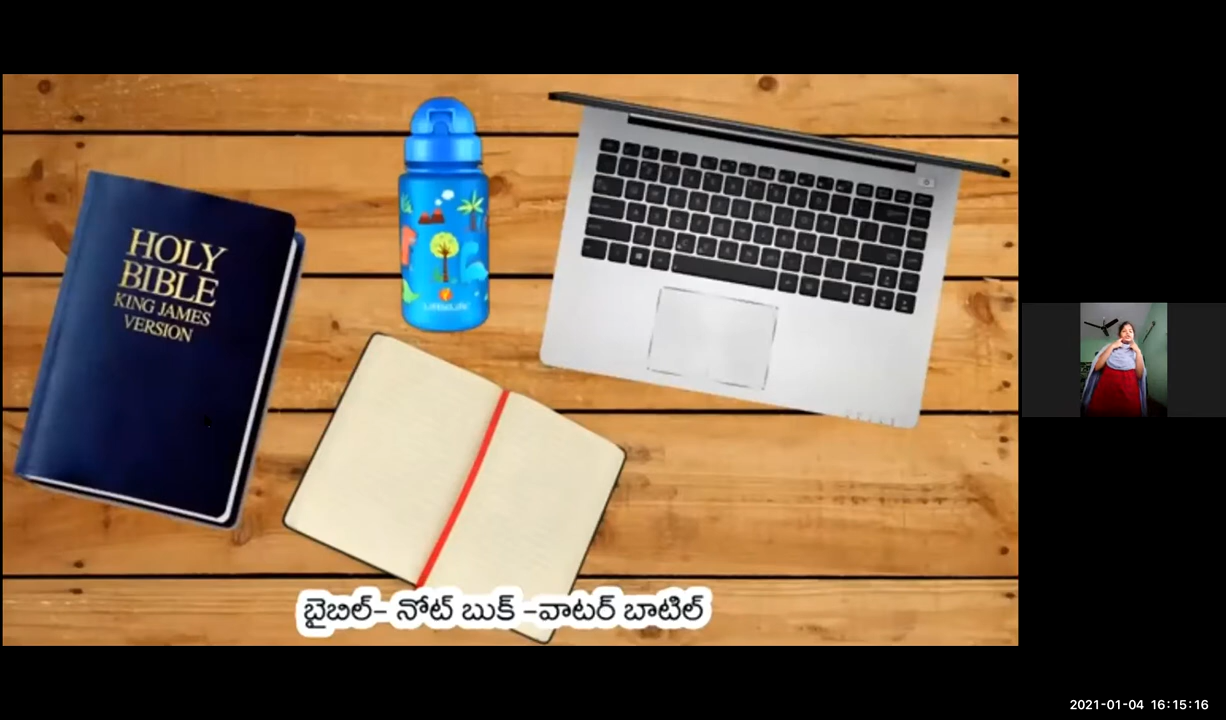 HOLY
BIBLE
KING JAMES
VERSION
బైబిల్- నోట్ బుక్ -వాటర్ బాటిల్
2021-01-04 16:15:16